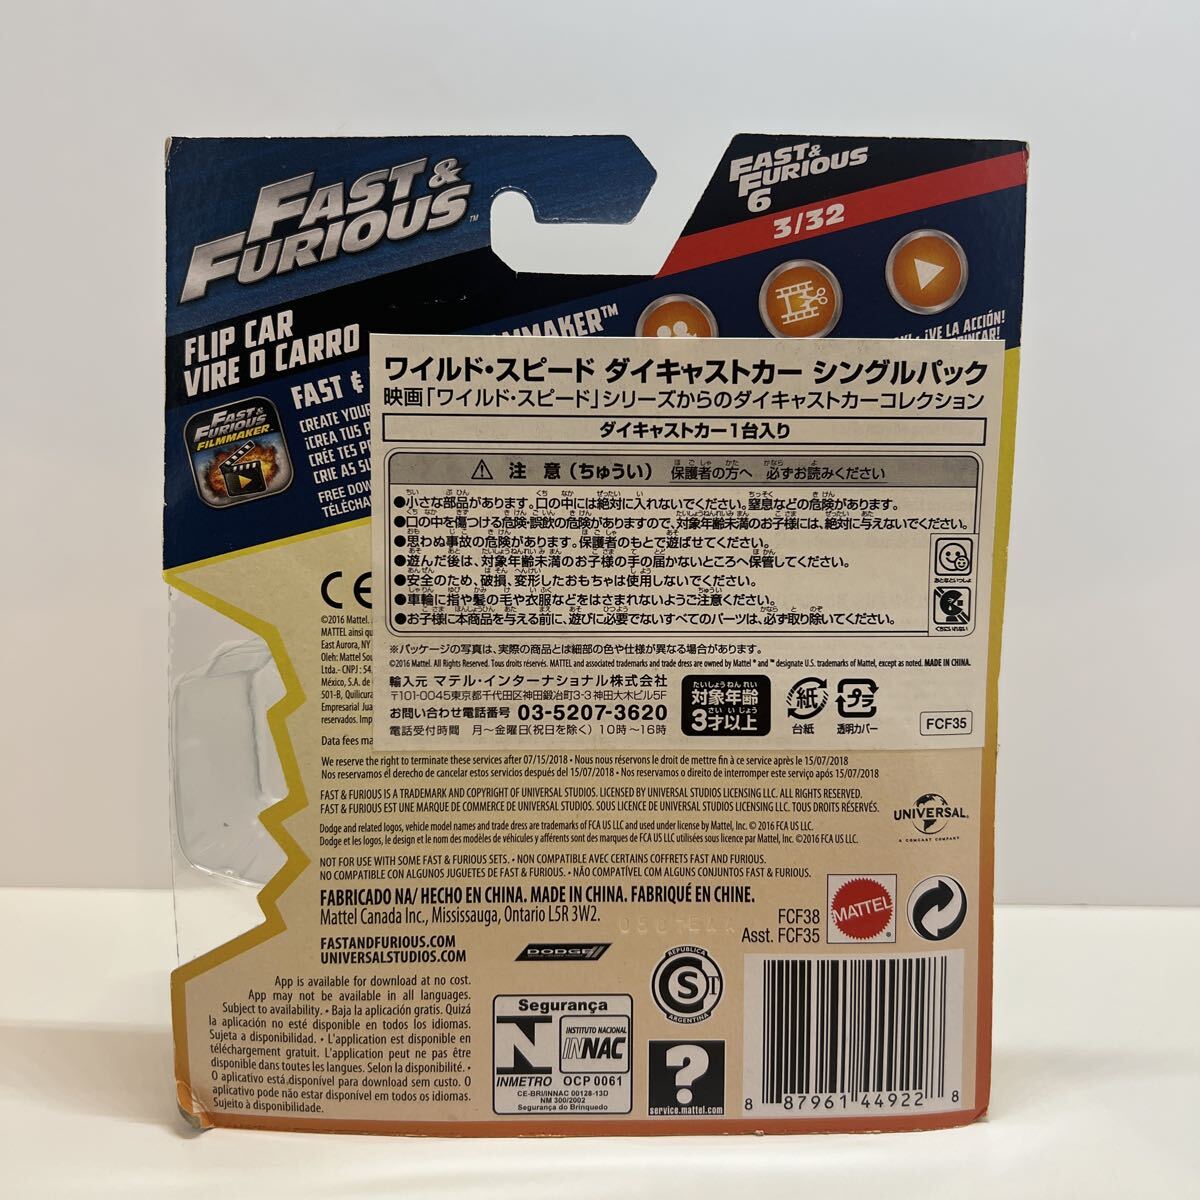 FAST & FURIOUS™
FAST & FURIOUS 6
3/32
FLIP CAR
VIRE O CARRO
FAST &
FAST & FURIOUS
FILMMAKER
CREATE YOUR
¡CREA TUS
CRÉE TES
CRIE AS
FREE
¡VE LA ACCIÓN!
ワイルド・スピード ダイキャストカー シングルパック
映画「ワイルド・スピード」シリーズからのダイキャストカーコレクション
ダイキャストカー1台入り
⚠ 注意(ちゅうい) 保護者の方へ 必ずお読みください
●小さな部品があります。口の中には絶対に入れないでください。窒息などの危険があります。
●口の中を傷つける危険・誤飲の危険がありますので、対象年齢未満のお子様には、絶対に与えないでください。
●思わぬ事故の危険があります。保護者のもとで遊ばせてください。
●遊んだ後は、対象年齢未満のお子様の手の届かないところへ保管してください。
●安全のため、破損、変形したおもちゃは使用しないでください。
●車輪に指や髪の毛や衣服などをはさまれないようご注意ください。
●お子様に本商品を与える前に、遊びに必要でないすべてのパーツは、必ず取り除いてください。
おとなといっしょ
くちにいれない
※パッケージの写真は、実際の商品とは細部の色や仕様が異なる場合があります。
©2016 Mattel. All Rights Reserved. Tous droits réservés. MATTEL and associated trademarks and trade dress are owned by Mattel ® and ™ designate U.S. trademarks of Mattel, except as noted. MADE IN CHINA.
輸入元 マテル・インターナショナル株式会社
〒101-0045東京都千代田区神田鍛冶町3-3 神田大木ビル5F
お問い合わせ電話番号 03-5207-3620
電話受付時間 月～金曜日(祝日を除く) 10時～16時
対象年齢
3才以上
紙
台紙
プラ
透明カバー
FCF35
CE
©2016 Mattel.
MATTEL ainsi
East Aurora, NY
Oleh: Mattel
Ltda.- CNPJ : 54.
México, S.A. de
501-B, Quilicura
Empresarial
reservados.
Data fees
We reserve the right to terminate these services after 07/15/2018 • Nous nous réservons le droit de mettre fin à ce service après le 15/07/2018
Nos reservamos el derecho de cancelar estos servicios después del 15/07/2018 • Nos reservamos o direito de interromper este serviço após 15/07/2018
FAST & FURIOUS IS A TRADEMARK AND COPYRIGHT OF UNIVERSAL STUDIOS. LICENSED BY UNIVERSAL STUDIOS LICENSING LLC. ALL RIGHTS RESERVED.
FAST & FURIOUS EST UNE MARQUE DE COMMERCE DE UNIVERSAL STUDIOS. SOUS LICENCE DE UNIVERSAL STUDIOS LICENSING LLC. TOUS DROITS RÉSERVÉS.
Dodge and related logos, vehicle model names and trade dress are trademarks of FCA US LLC and used under license by Mattel, Inc. © 2016 FCA US LLC.
Dodge et les logos, le design et le nom des modèles de véhicules y afférents sont des marques de FCA US LLC utilisées sous licence par Mattel, Inc. ©2016 FCA US LLC.
UNIVERSAL
A COMCAST COMPANY
NOT FOR USE WITH SOME FAST & FURIOUS SETS. • NON COMPATIBLE AVEC CERTAINS COFFRETS FAST AND FURIOUS.
NO COMPATIBLE CON ALGUNOS JUGUETES DE FAST & FURIOUS. • NÃO COMPATÍVEL COM ALGUNS CONJUNTOS FAST & FURIOUS.
FABRICADO NA/ HECHO EN CHINA. MADE IN CHINA. FABRIQUÉ EN CHINE.
Mattel Canada Inc., Mississauga, Ontario L5R 3W2.
FCF38
Asst. FCF35
MATTEL
FASTANDFURIOUS.COM
UNIVERSALSTUDIOS.COM
DODGE
REPUBLICA
S T
ARGENTINA
App is available for download at no cost.
App may not be available in all languages.
Subject to availability. • Baja la aplicación gratis. Quizá
la aplicación no esté disponible en todos los idiomas.
Sujeta a disponibilidad. • L'application est disponible en
téléchargement gratuit. L'application peut ne pas être
disponible dans toutes les langues. Selon la disponibilité. •
O aplicativo está disponível para download sem custo. O
aplicativo pode não estar disponível em todos os idiomas.
Sujeito à disponibilidade.
Segurança
N
INMETRO
INSTITUTO NACIONAL
INNAC
OCP 0061
CE-BRI/INNAC 00128-13D
NM 300/2002
Segurança do Brinquedo
?
service.mattel.com
8 87961 44922 8